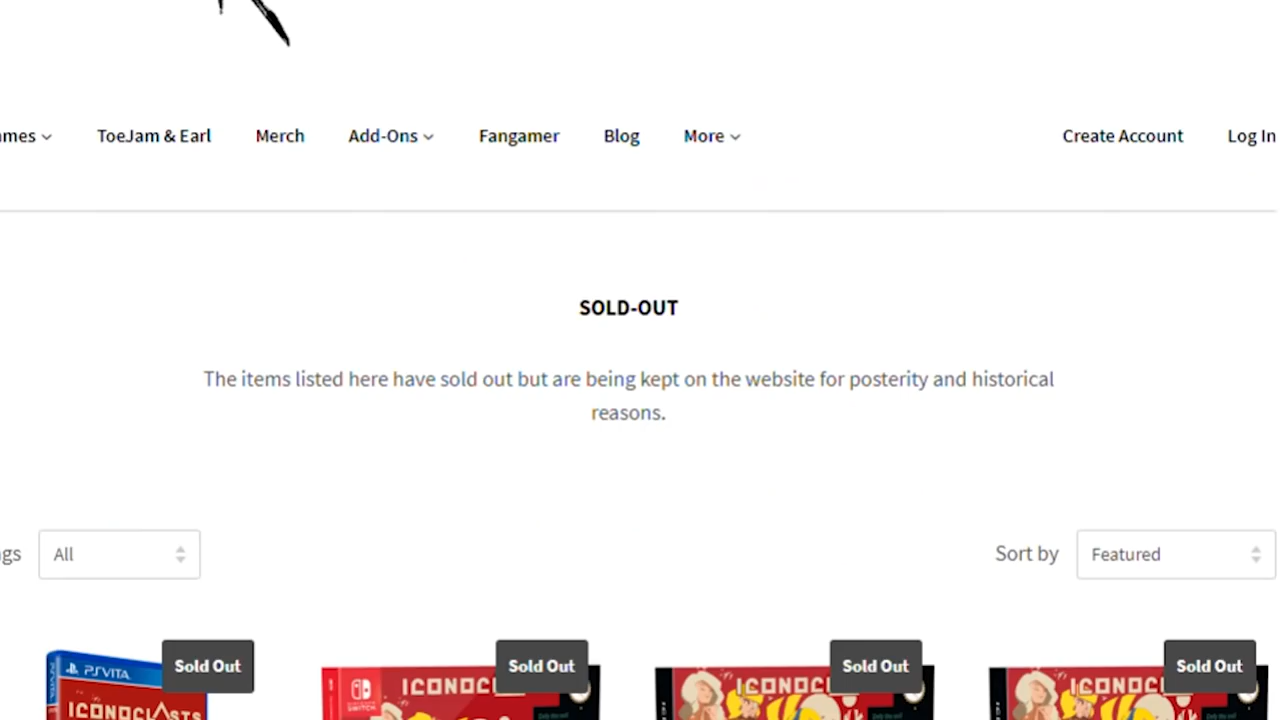 ToeJam & Earl Merch Add-Ons Fangamer Blog More Create Account Log In
SOLD-OUT
The items listed here have sold out but are being kept on the website for posterity and historical
reasons.
All Sort by Featured
Sold Out Sold Out Sold Out Sold Out
PSVITA
ICONOCLASTS
SWITCH